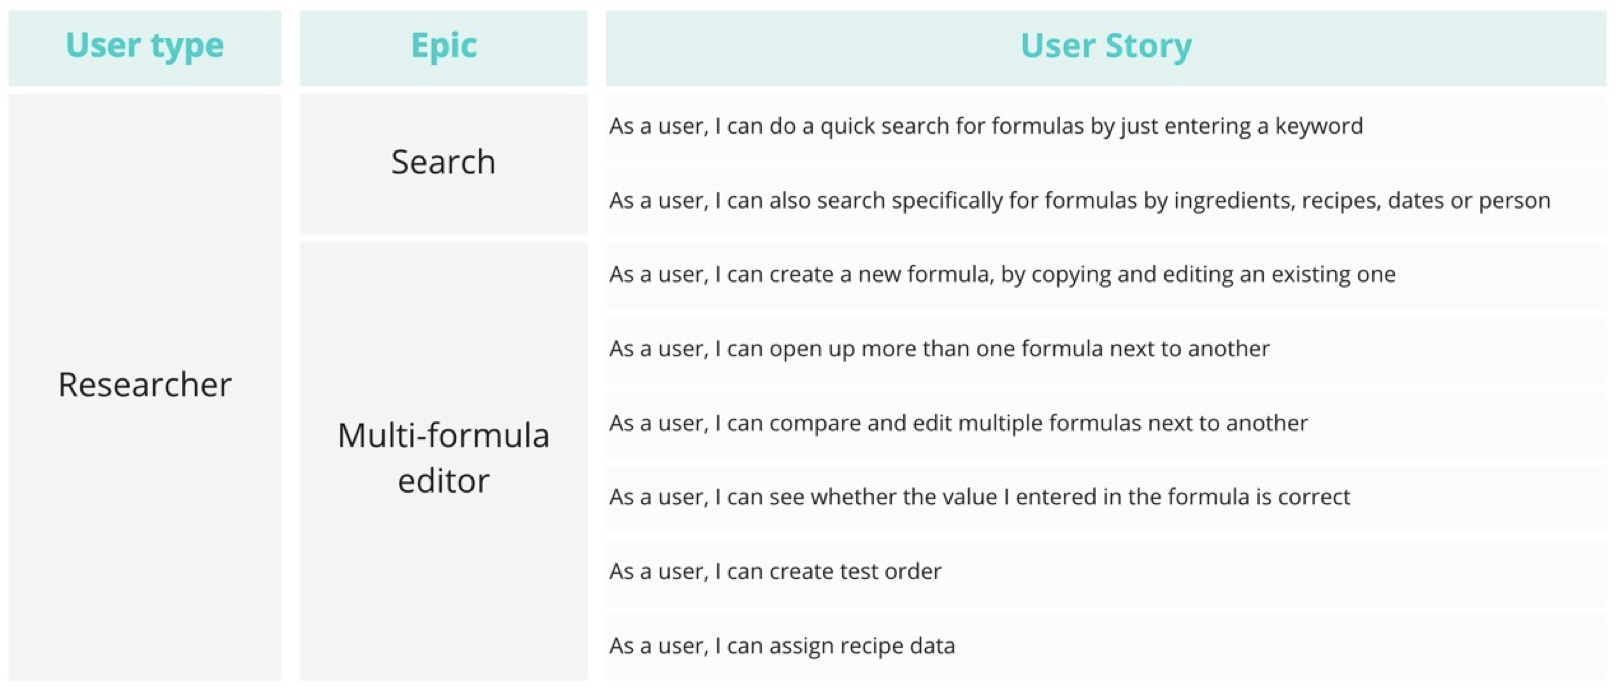 User type
Epic
User Story
Researcher
Search
As a user, I can do a quick search for formulas by just entering a keyword
As a user, I can also search specifically for formulas by ingredients, recipes, dates or person
Multi-formula
editor
As a user, I can create a new formula, by copying and editing an existing one
As a user, I can open up more than one formula next to another
As a user, I can compare and edit multiple formulas next to another
As a user, I can see whether the value I entered in the formula is correct
As a user, I can create test order
As a user, I can assign recipe data